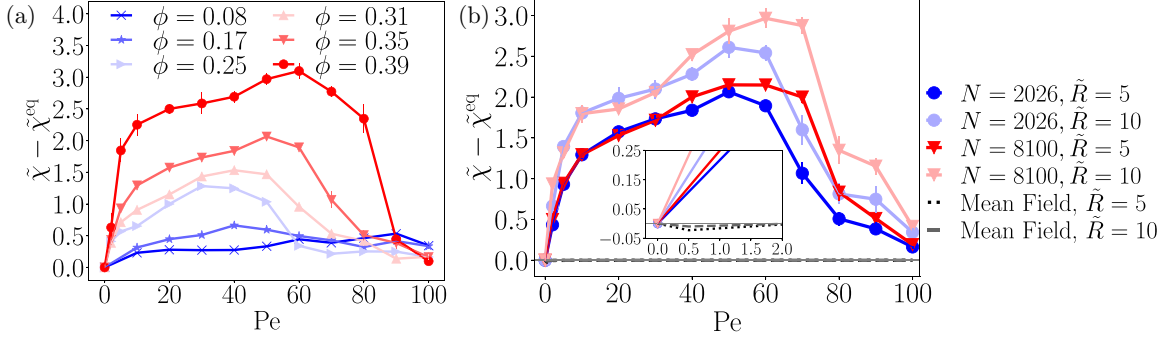 (a)
χ̃ − χ̃^eq
4.0
3.5
3.0
2.5
2.0
1.5
1.0
0.5
0.0
ϕ = 0.08
ϕ = 0.17
ϕ = 0.25
ϕ = 0.31
ϕ = 0.35
ϕ = 0.39
0 20 40 60 80 100
Pe
(b)
χ̃ − χ̃^eq
3.0
2.5
2.0
1.5
1.0
0.5
0.0
0.25
0.15
0.05
−0.05
0.0 0.4 0.8 1.2 1.6 2.0
0 20 40 60 80 100
Pe
N = 2026, R̃ = 5
N = 2026, R̃ = 10
N = 8100, R̃ = 5
N = 8100, R̃ = 10
Mean Field, R̃ = 5
Mean Field, R̃ = 10